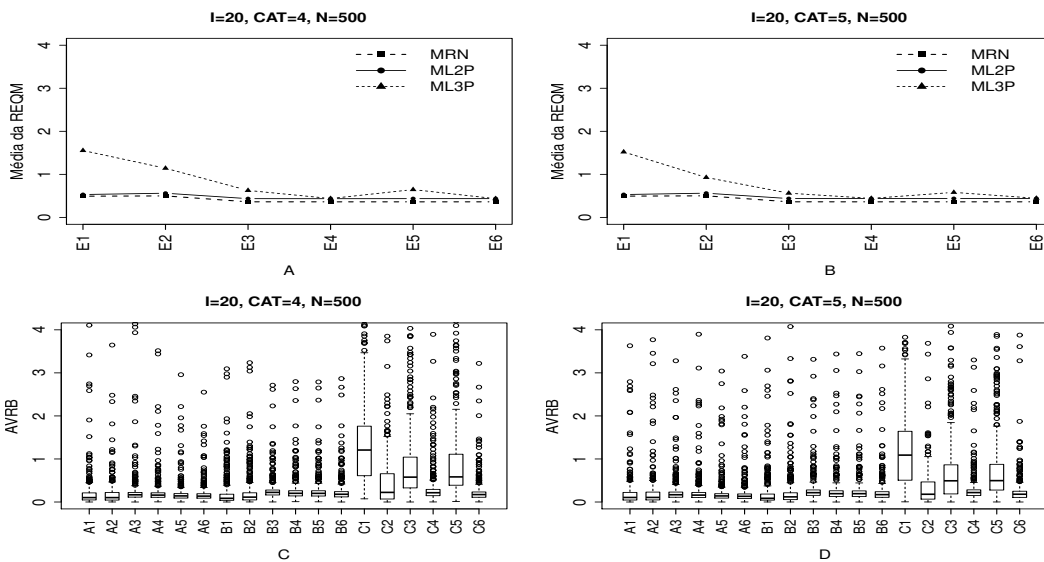 I=20, CAT=4, N=500
Média da REQM
0 1 2 3 4
MRN
ML2P
ML3P
E1 E2 E3 E4 E5 E6
A
I=20, CAT=5, N=500
Média da REQM
0 1 2 3 4
MRN
ML2P
ML3P
E1 E2 E3 E4 E5 E6
B
I=20, CAT=4, N=500
AVRB
0 1 2 3 4
A1 A2 A3 A4 A5 A6 B1 B2 B3 B4 B5 B6 C1 C2 C3 C4 C5 C6
C
I=20, CAT=5, N=500
AVRB
0 1 2 3 4
A1 A2 A3 A4 A5 A6 B1 B2 B3 B4 B5 B6 C1 C2 C3 C4 C5 C6
D